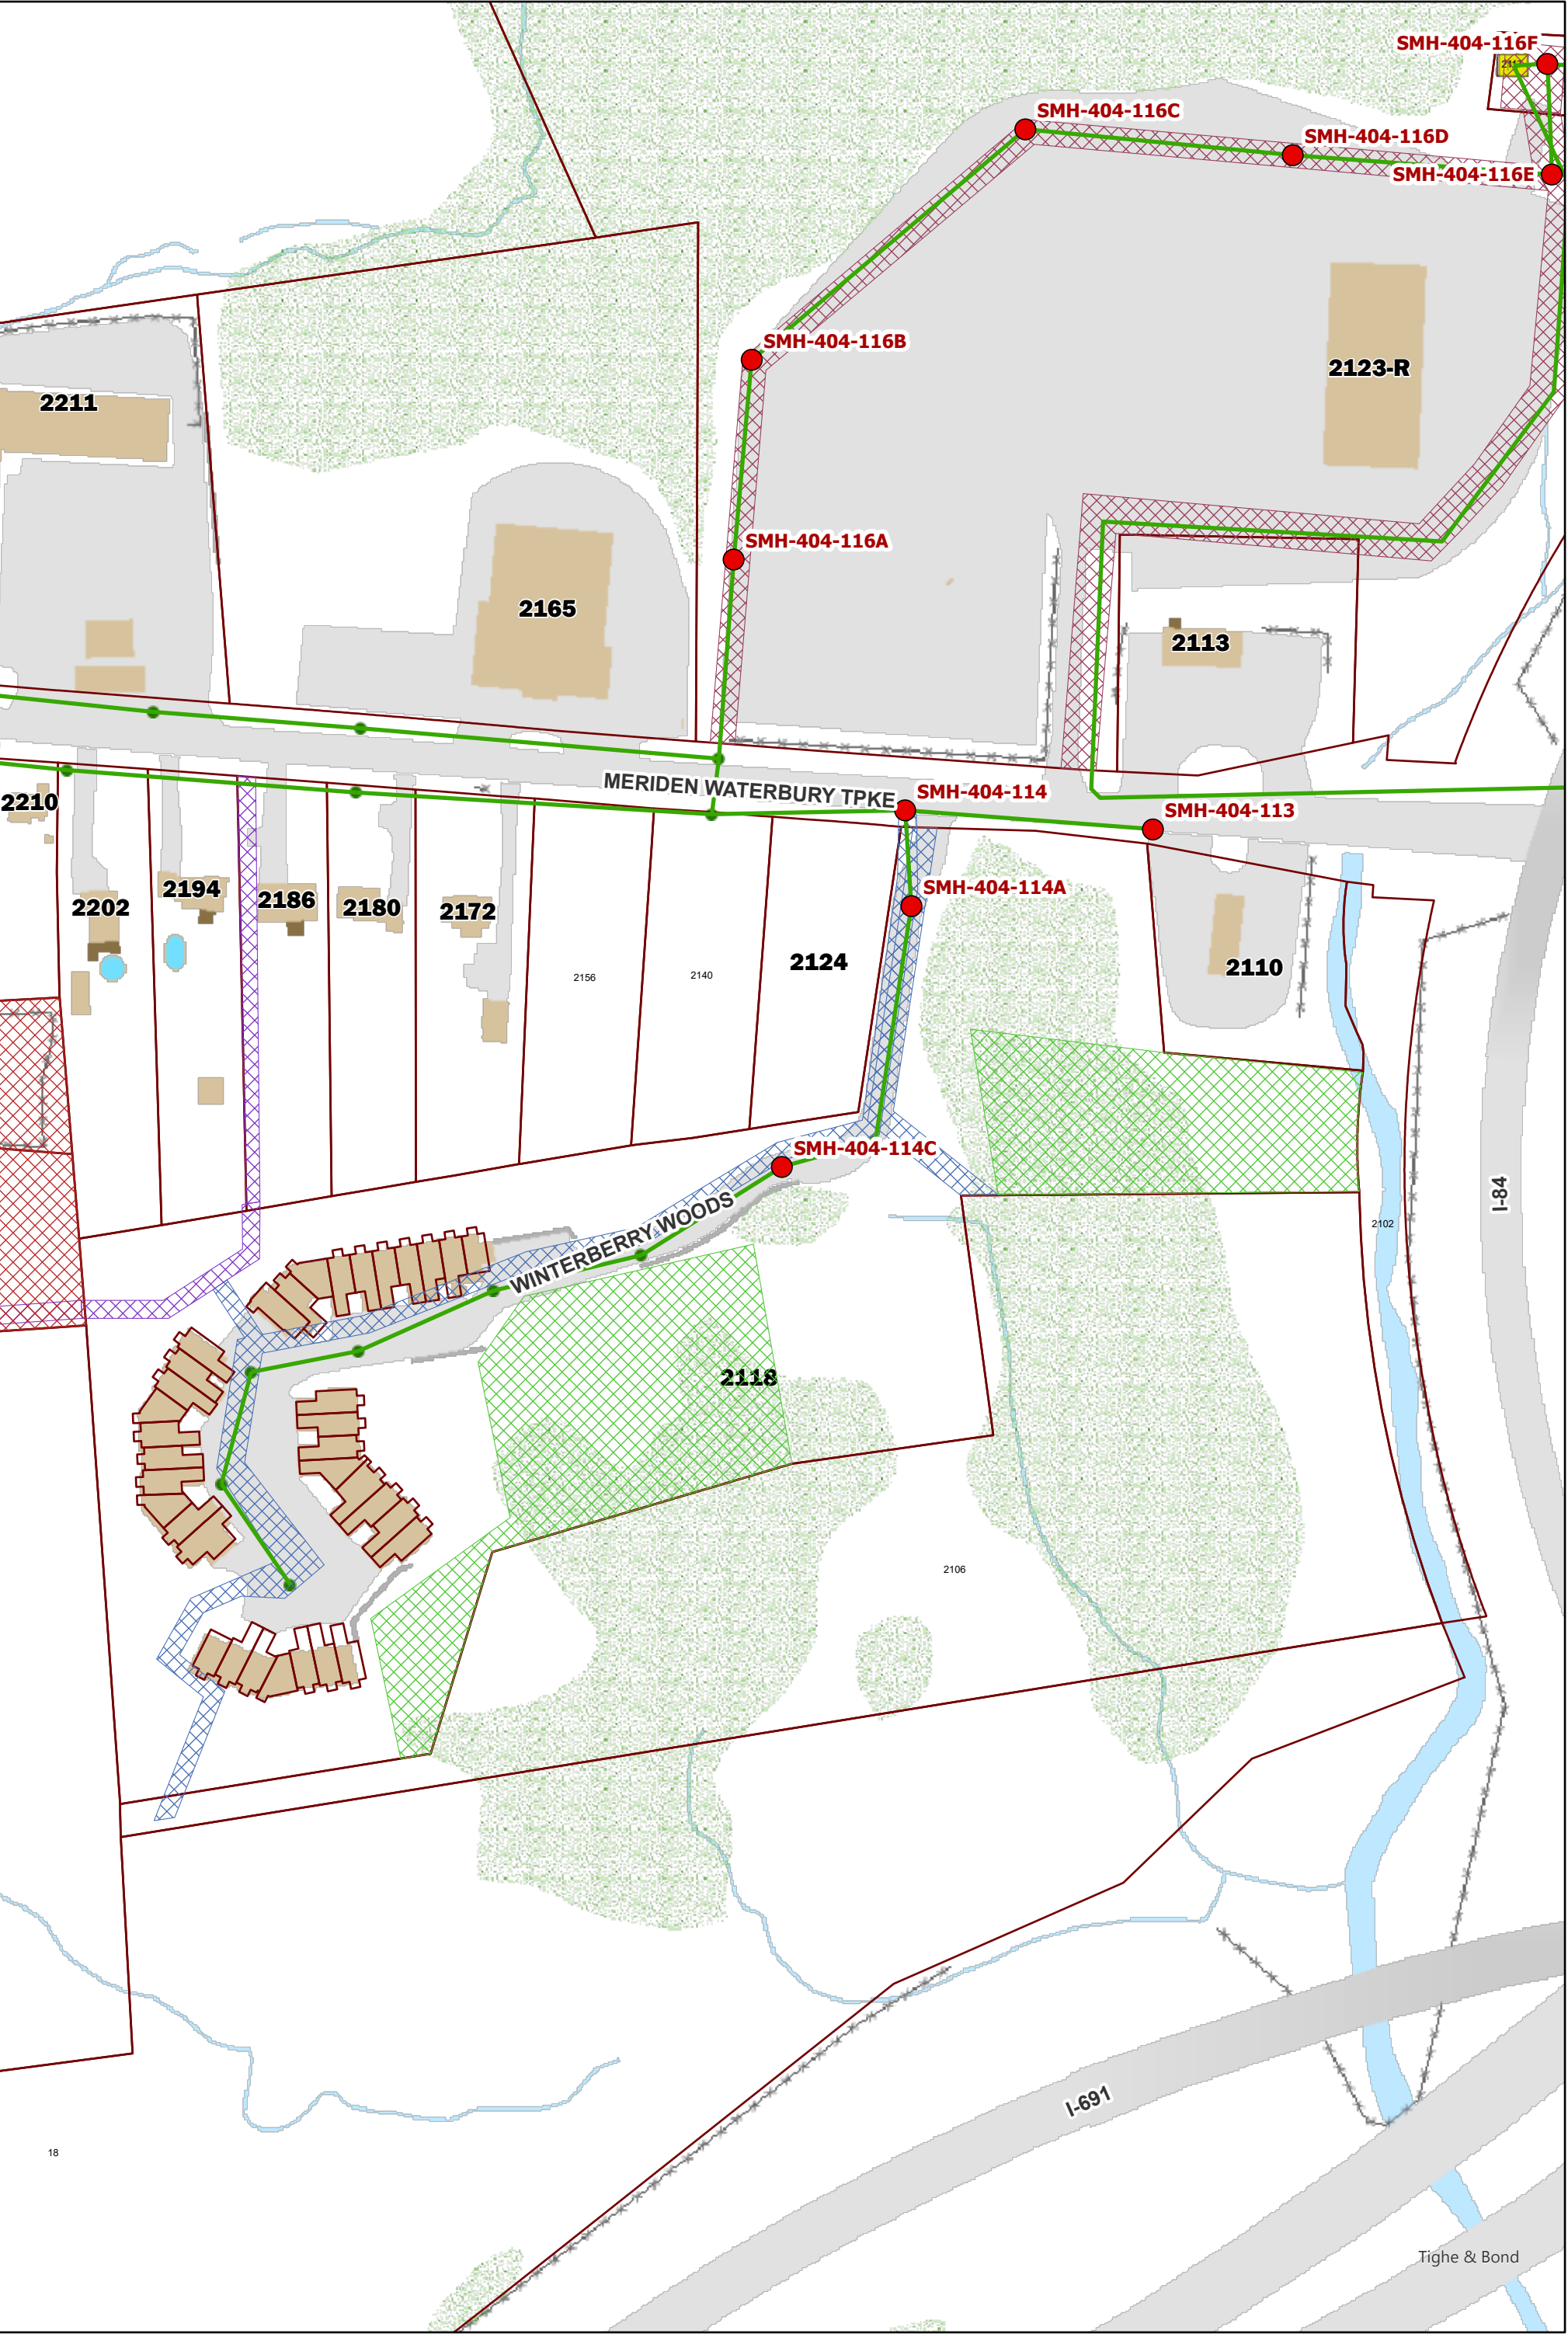 SMH-404-116F
SMH-404-116C
SMH-404-116D
SMH-404-116E
SMH-404-116B
2123-R
2211
SMH-404-116A
2165
2113
MERIDEN WATERBURY TPKE
SMH-404-114
2210
SMH-404-113
SMH-404-114A
2194
2186
2202
2180
2172
2124
2110
2156
2140
SMH-404-114C
I-84
WINTERBERRY WOODS
2102
2118
2106
I-691
18
Tighe & Bond